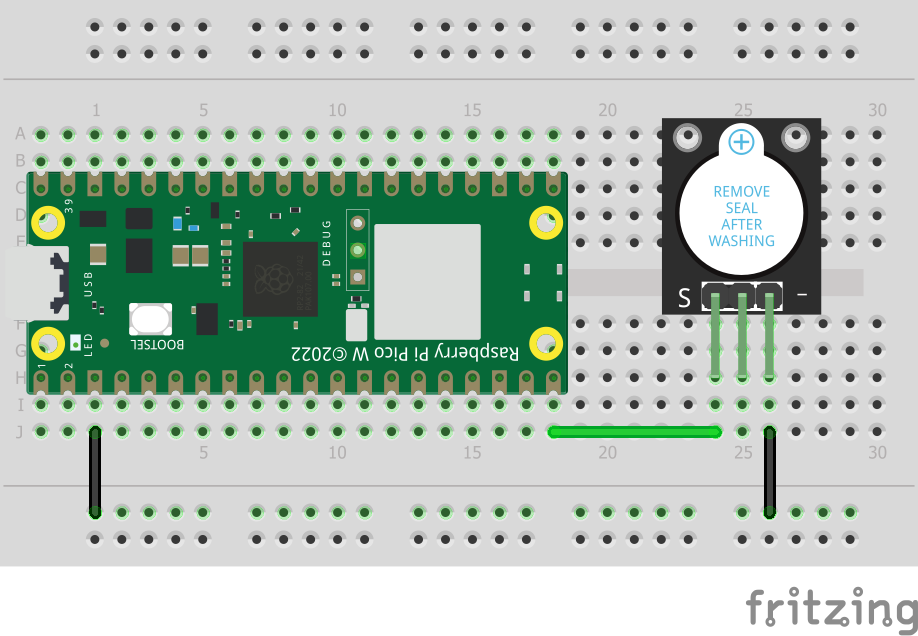 1 5 10 15 20 25 30
A
B
C
D
E
F
G
H
I
J
39
USB
DEBUG
LED
1
2
BOOTSEL
Raspberry Pi Pico W ©2022
REMOVE
SEAL
AFTER
WASHING
S
−
5 10 15 20 25 30
fritzing